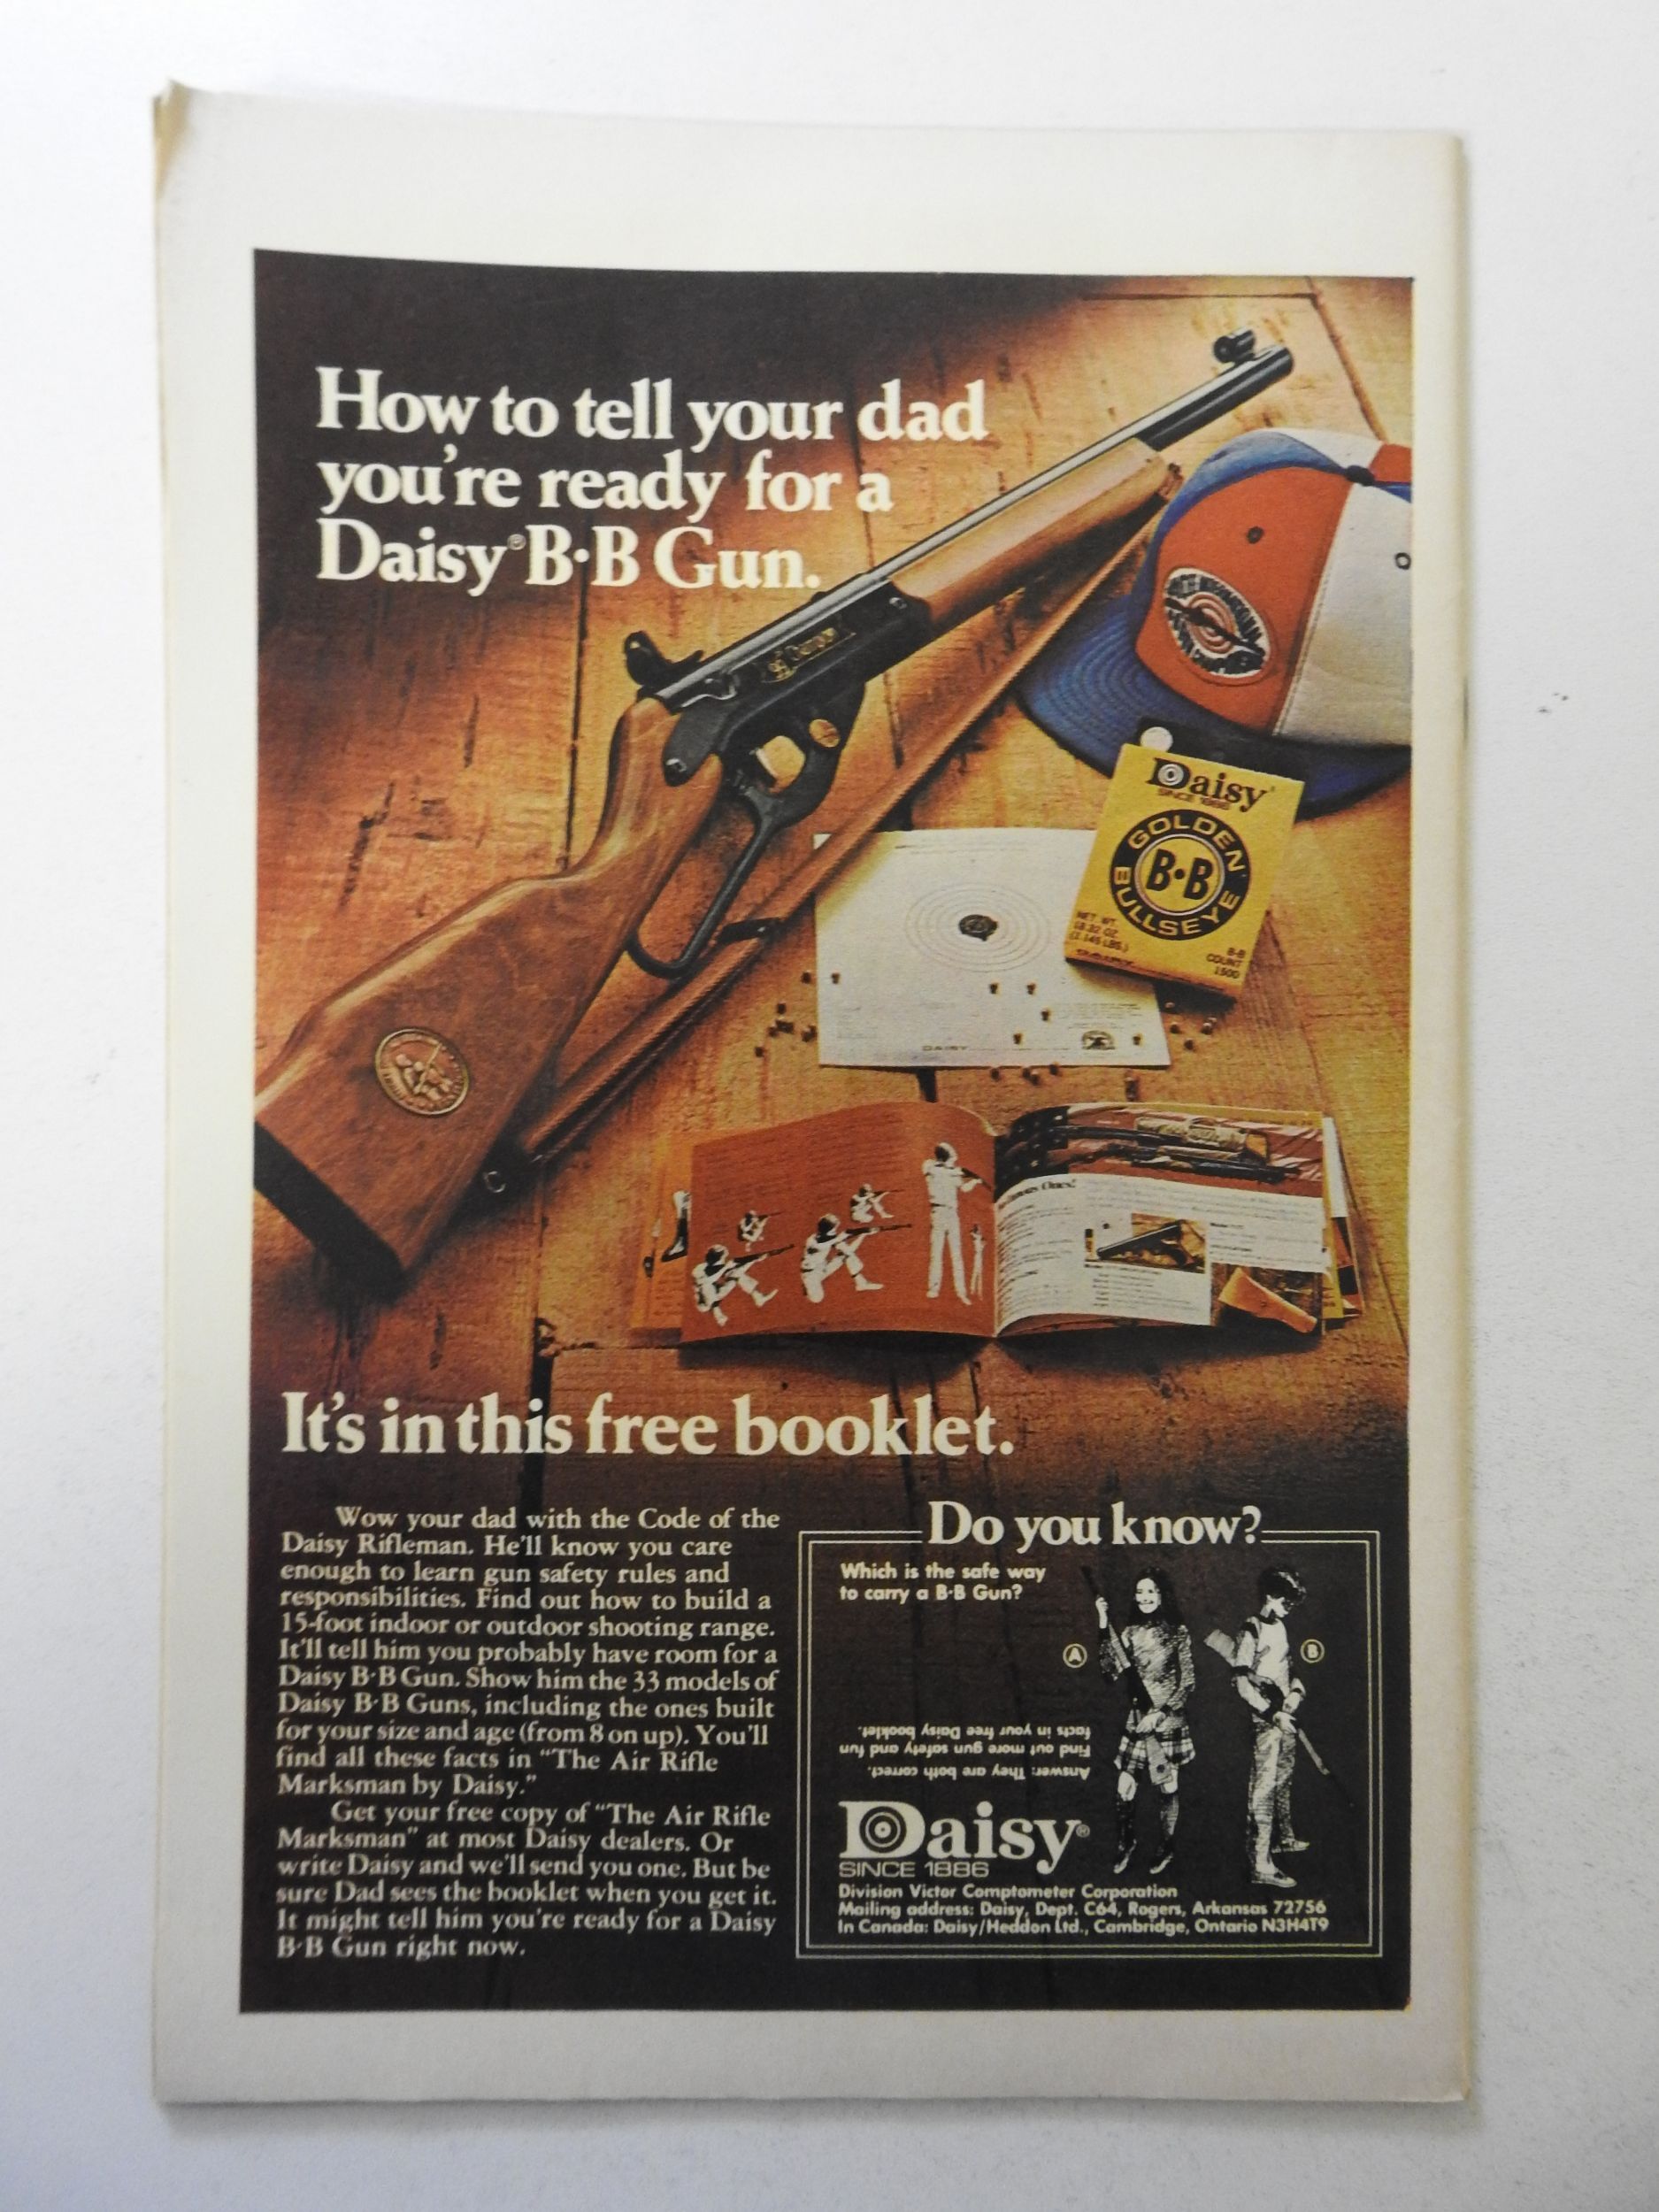 How to tell your dad
you're ready for a
Daisy® B·B Gun.
Daisy®
SINCE 1886
GOLDEN
B·B
BULLSEYE
NET. WT.
(1.145 LBS.)
B-B
COUNT
1500
DAISY
It's in this free booklet.
Wow your dad with the Code of the
Daisy Rifleman. He'll know you care
enough to learn gun safety rules and
responsibilities. Find out how to build a
15-foot indoor or outdoor shooting range.
It'll tell him you probably have room for a
Daisy B·B Gun. Show him the 33 models of
Daisy B·B Guns, including the ones built
for your size and age (from 8 on up). You'll
find all these facts in "The Air Rifle
Marksman by Daisy."
Get your free copy of "The Air Rifle
Marksman" at most Daisy dealers. Or
write Daisy and we'll send you one. But be
sure Dad sees the booklet when you get it.
It might tell him you're ready for a Daisy
B·B Gun right now.
Do you know?
Which is the safe way
to carry a B·B Gun?
A
B
Answer: They are both correct.
Find out more gun safety and fun
facts in your free Daisy booklet.
Daisy®
SINCE 1886
Division Victor Comptometer Corporation
Mailing address: Daisy, Dept. C64, Rogers, Arkansas 72756
In Canada: Daisy/Heddon Ltd., Cambridge, Ontario N3H4T9